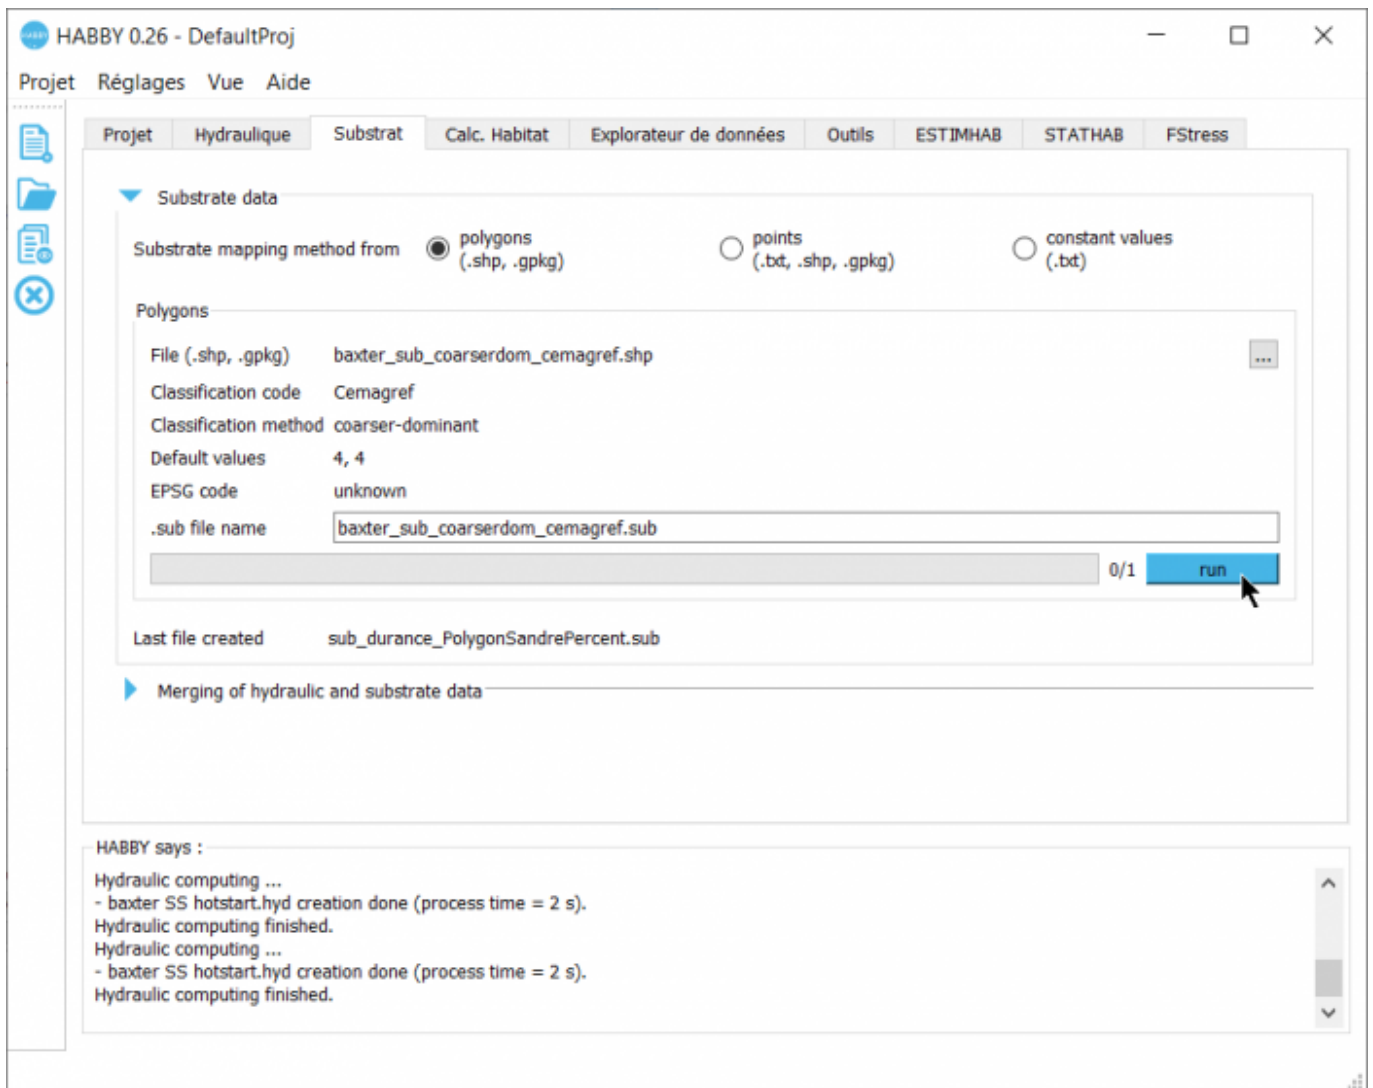 HABBY 0.26 - DefaultProj
Projet Réglages Vue Aide
Projet Hydraulique Substrat Calc. Habitat Explorateur de données Outils ESTIMHAB STATHAB FStress
Substrate data
Substrate mapping method from
polygons
(.shp, .gpkg)
points
(.txt, .shp, .gpkg)
constant values
(.txt)
Polygons
File (.shp, .gpkg) baxter_sub_coarserdom_cemagref.shp ...
Classification code Cemagref
Classification method coarser-dominant
Default values 4, 4
EPSG code unknown
.sub file name baxter_sub_coarserdom_cemagref.sub
0/1 run
Last file created sub_durance_PolygonSandrePercent.sub
Merging of hydraulic and substrate data
HABBY says :
Hydraulic computing ...
- baxter SS hotstart.hyd creation done (process time = 2 s).
Hydraulic computing finished.
Hydraulic computing ...
- baxter SS hotstart.hyd creation done (process time = 2 s).
Hydraulic computing finished.